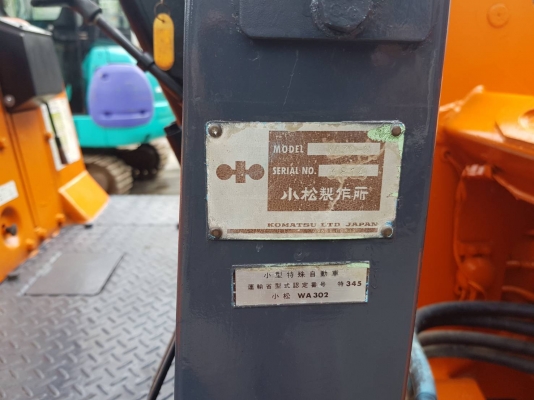 MODEL
SERIAL NO.
小松製作所
KOMATSU LTD JAPAN
小型特殊自動車
運輸省型式認定番号 特345
小松 WA302